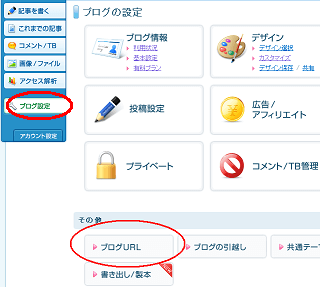 記事を書く
これまでの記事
コメント/TB
画像/ファイル
アクセス解析
ブログ設定
アカウント設定
ブログの設定
ブログ情報
利用状況
基本設定
有料プラン
デザイン
デザイン選択
カスタマイズ
デザイン保存 / 共有
投稿設定
広告/
アフィリエイト
プライベート
コメント/TB管理
その他
ブログURL
ブログの引越し
共通テー
書き出し/製本